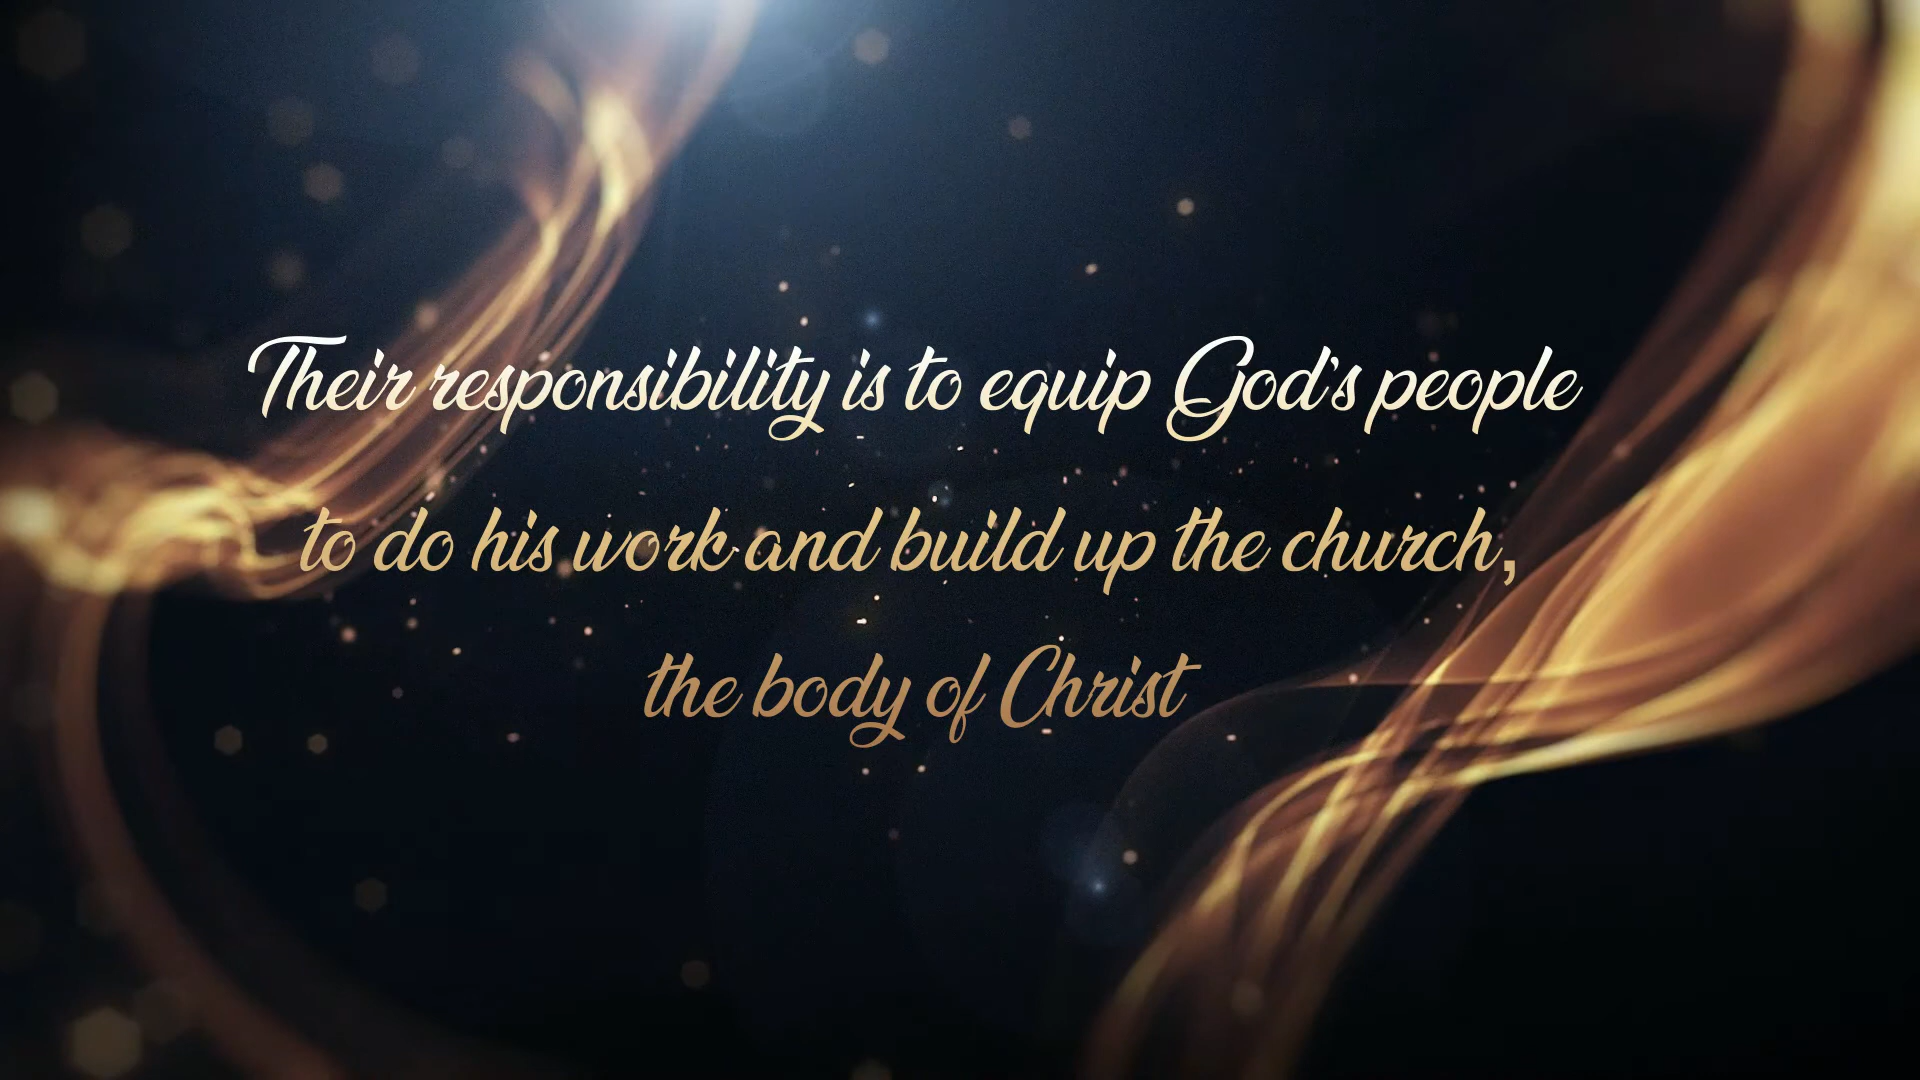 Their responsibility is to equip God's people
to do his work and build up the church,
the body of Christ